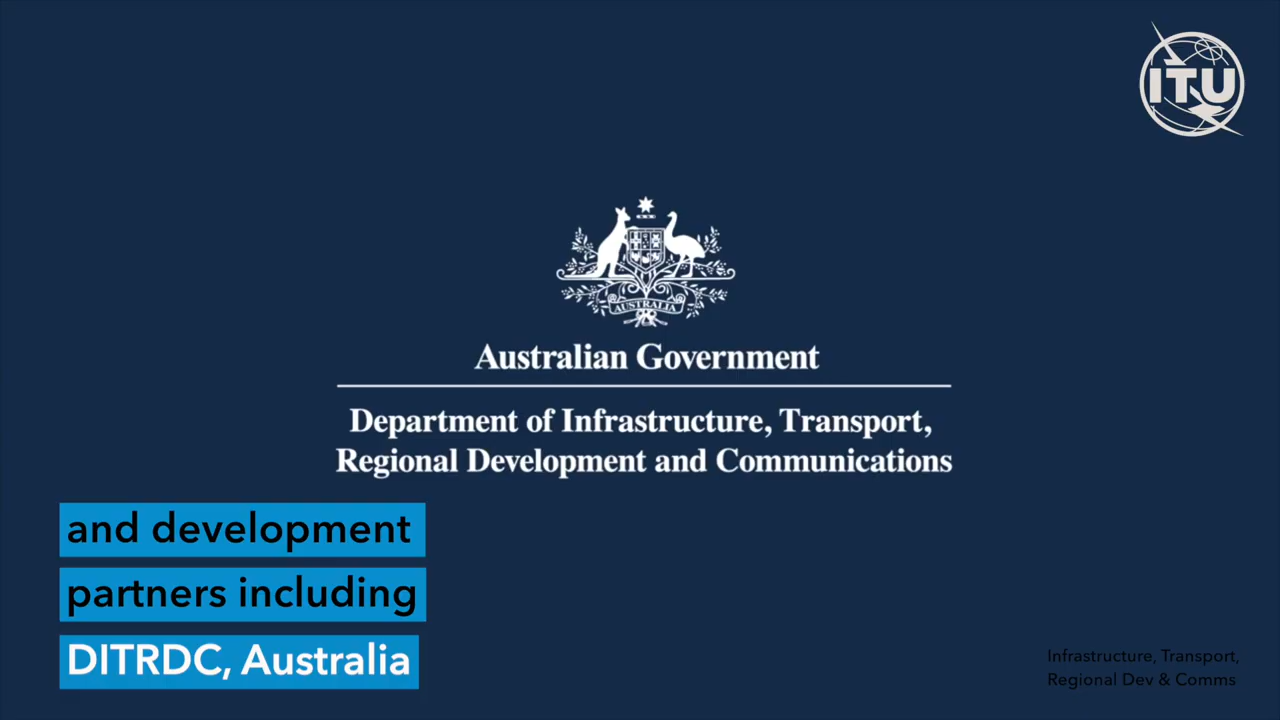 ITU
AUSTRALIA
Australian Government
Department of Infrastructure, Transport,
Regional Development and Communications
and development
partners including
DITRDC, Australia
Infrastructure, Transport,
Regional Dev & Comms